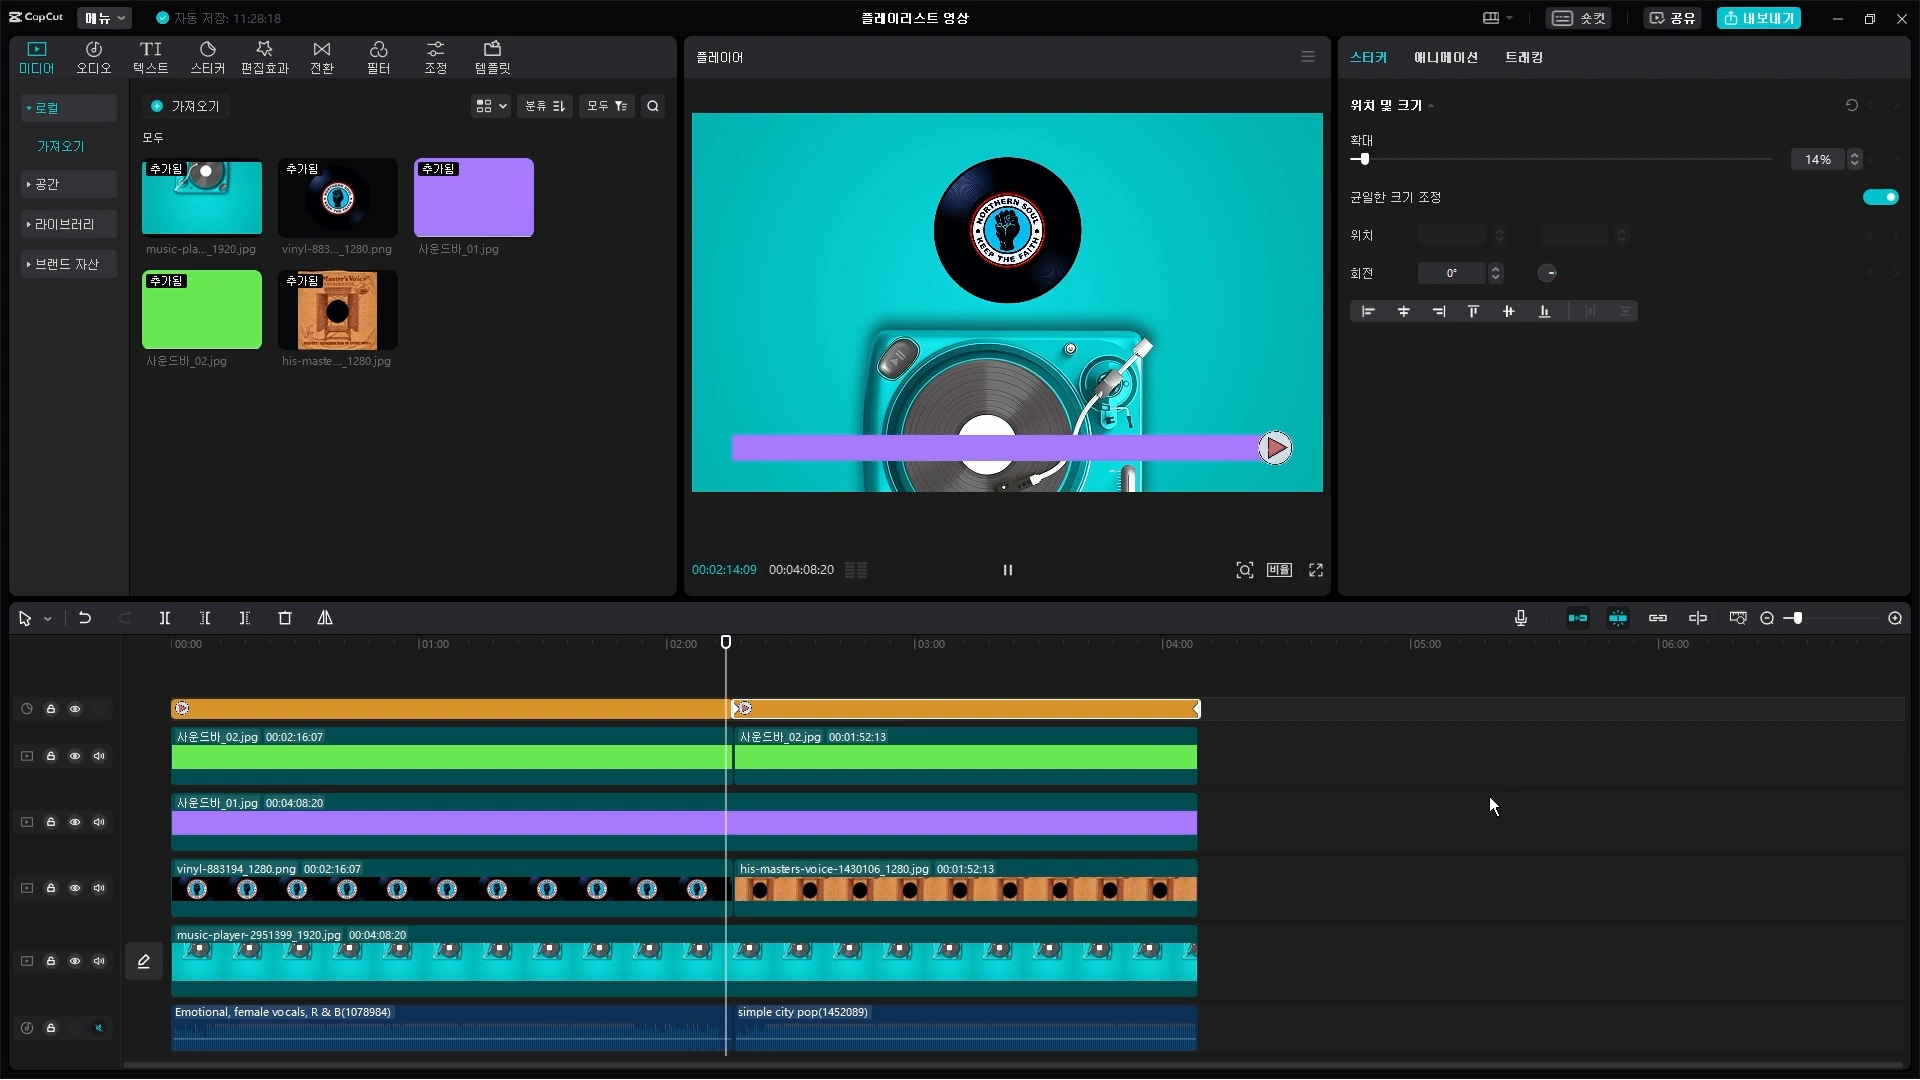 CapCut
메뉴
자동 저장: 11:28:18
플레이리스트 영상
숏컷
공유
내보내기
미디어
오디오
텍스트
스티커
편집효과
전환
필터
조정
템플릿
로컬
가져오기
공간
라이브러리
브랜드 자산
가져오기
분류
모두
모두
추가됨
추가됨
추가됨
music-pla..._1920.jpg
vinyl-883..._1280.png
사운드바_01.jpg
추가됨
추가됨
사운드바_02.jpg
his-maste..._1280.jpg
플레이어
NORTHERN SOUL
KEEP THE FAITH
00:02:14:09
00:04:08:20
비율
스티커
애니메이션
트래킹
위치 및 크기
확대
14%
균일한 크기 조정
위치
회전
0°
00:00
01:00
02:00
03:00
04:00
05:00
06:00
사운드바_02.jpg 00:02:16:07
사운드바_02.jpg 00:01:52:13
사운드바_01.jpg 00:04:08:20
vinyl-883194_1280.png 00:02:16:07
his-masters-voice-1430106_1280.jpg 00:01:52:13
music-player-2951399_1920.jpg 00:04:08:20
Emotional, female vocals, R & B(1078984)
simple city pop(1452089)